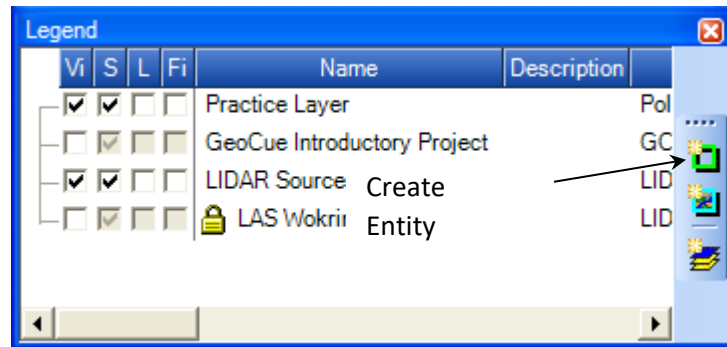 Legend
Vi S L Fi Name Description
Practice Layer Pol
GeoCue Introductory Project GC
LIDAR Source LID
LAS Wokrir LID
Create
Entity